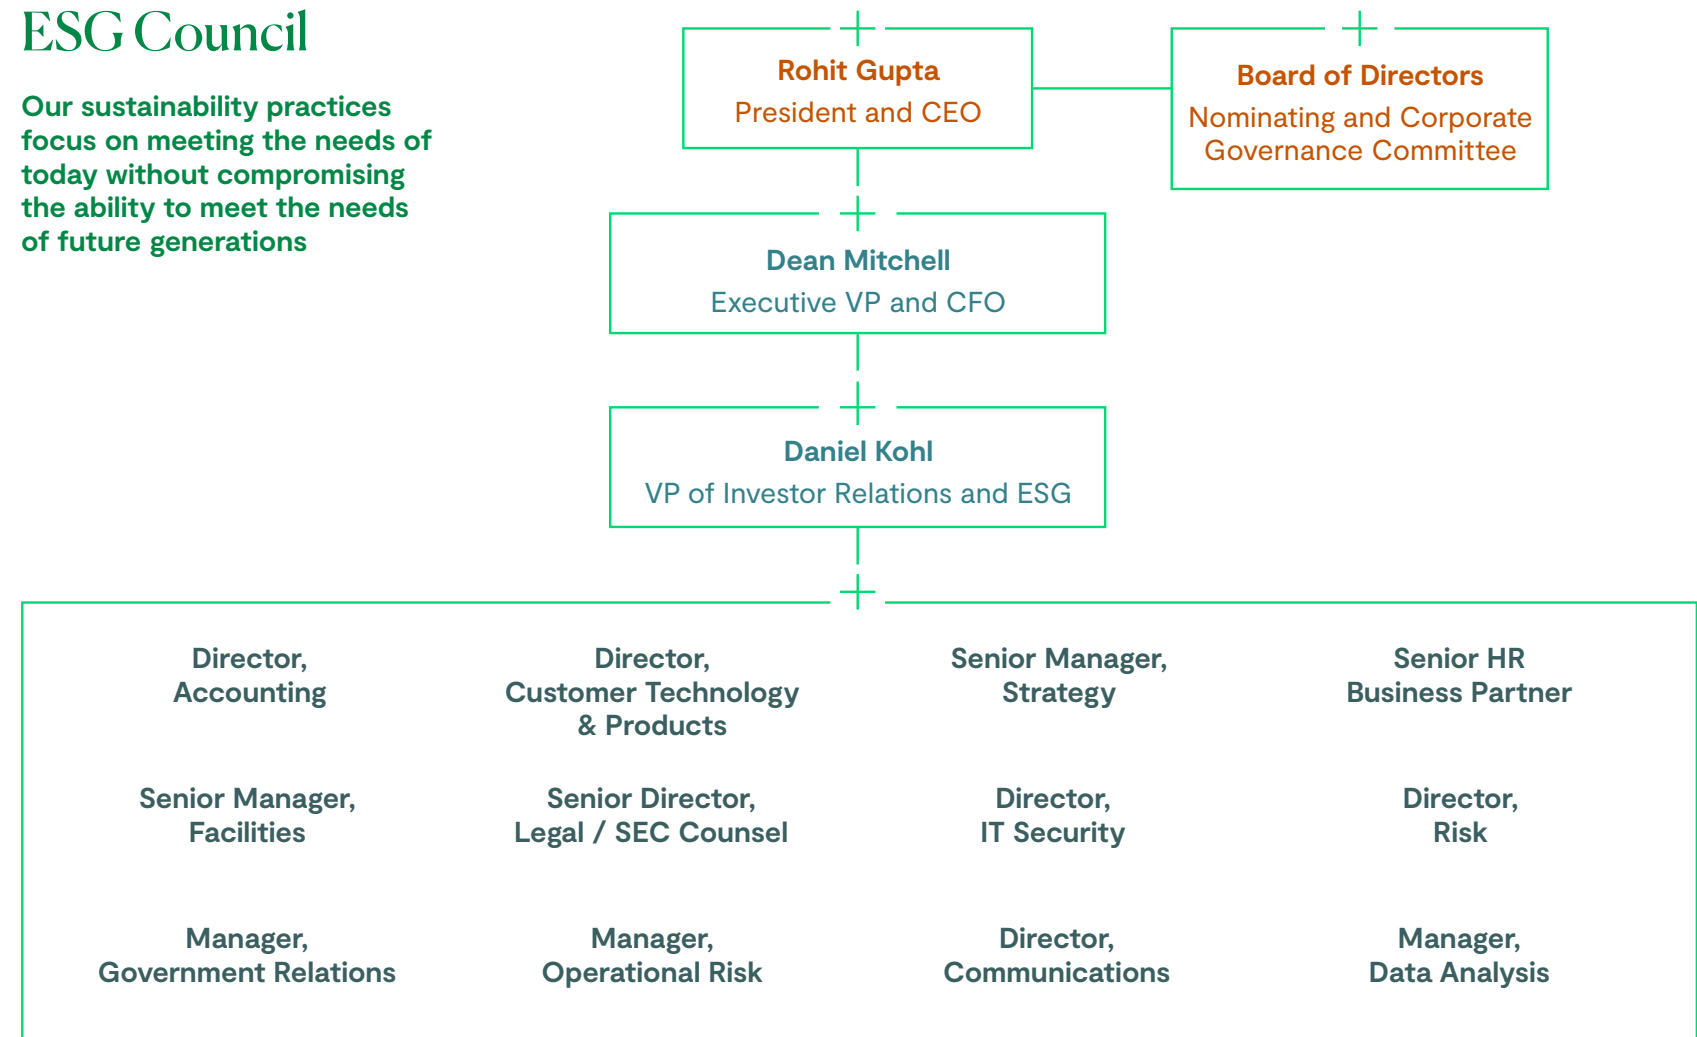 ESG Council
Our sustainability practices
focus on meeting the needs of
today without compromising
the ability to meet the needs
of future generations
Rohit Gupta
President and CEO
Board of Directors
Nominating and Corporate
Governance Committee
Dean Mitchell
Executive VP and CFO
Daniel Kohl
VP of Investor Relations and ESG
Director,
Accounting
Director,
Customer Technology
& Products
Senior Manager,
Strategy
Senior HR
Business Partner
Senior Manager,
Facilities
Senior Director,
Legal / SEC Counsel
Director,
IT Security
Director,
Risk
Manager,
Government Relations
Manager,
Operational Risk
Director,
Communications
Manager,
Data Analysis